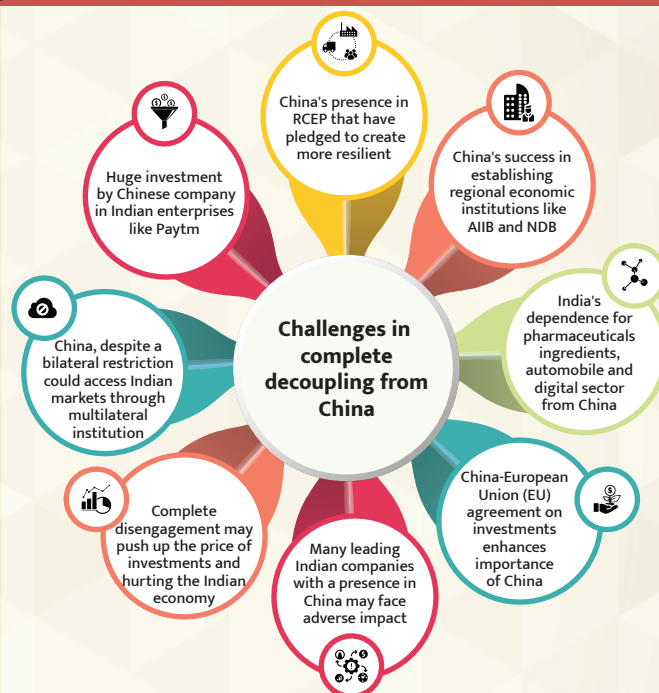 Challenges in
complete
decoupling from
China
China's presence in
RCEP that have
pledged to create
more resilient
China's success in
establishing
regional economic
institutions like
AIIB and NDB
India's
dependence for
pharmaceuticals
ingredients,
automobile and
digital sector
from China
China-European
Union (EU)
agreement on
investments
enhances
importance
of China
Many leading
Indian companies
with a presence in
China may face
adverse impact
Complete
disengagement may
push up the price of
investments and
hurting the Indian
economy
China, despite a
bilateral restriction
could access Indian
markets through
multilateral
institution
Huge investment
by Chinese company
in Indian enterprises
like Paytm